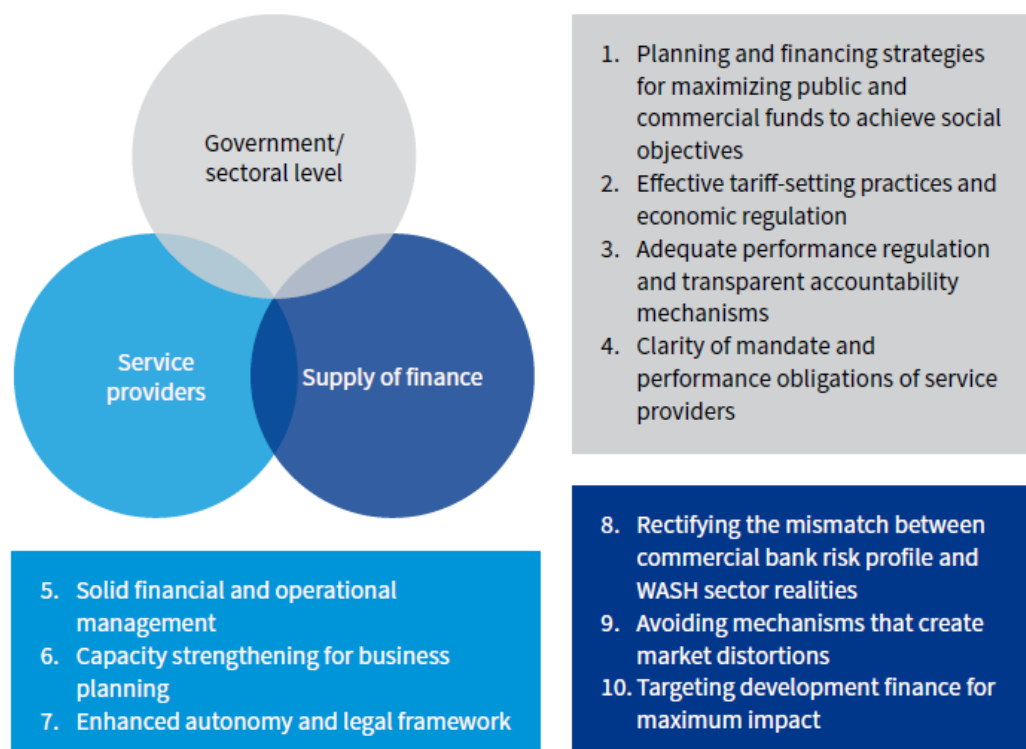 Government/
sectoral level
Service
providers
Supply of finance
1. Planning and financing strategies
for maximizing public and
commercial funds to achieve social
objectives
2. Effective tariff-setting practices and
economic regulation
3. Adequate performance regulation
and transparent accountability
mechanisms
4. Clarity of mandate and
performance obligations of service
providers
5. Solid financial and operational
management
6. Capacity strengthening for business
planning
7. Enhanced autonomy and legal framework
8. Rectifying the mismatch between
commercial bank risk profile and
WASH sector realities
9. Avoiding mechanisms that create
market distortions
10. Targeting development finance for
maximum impact